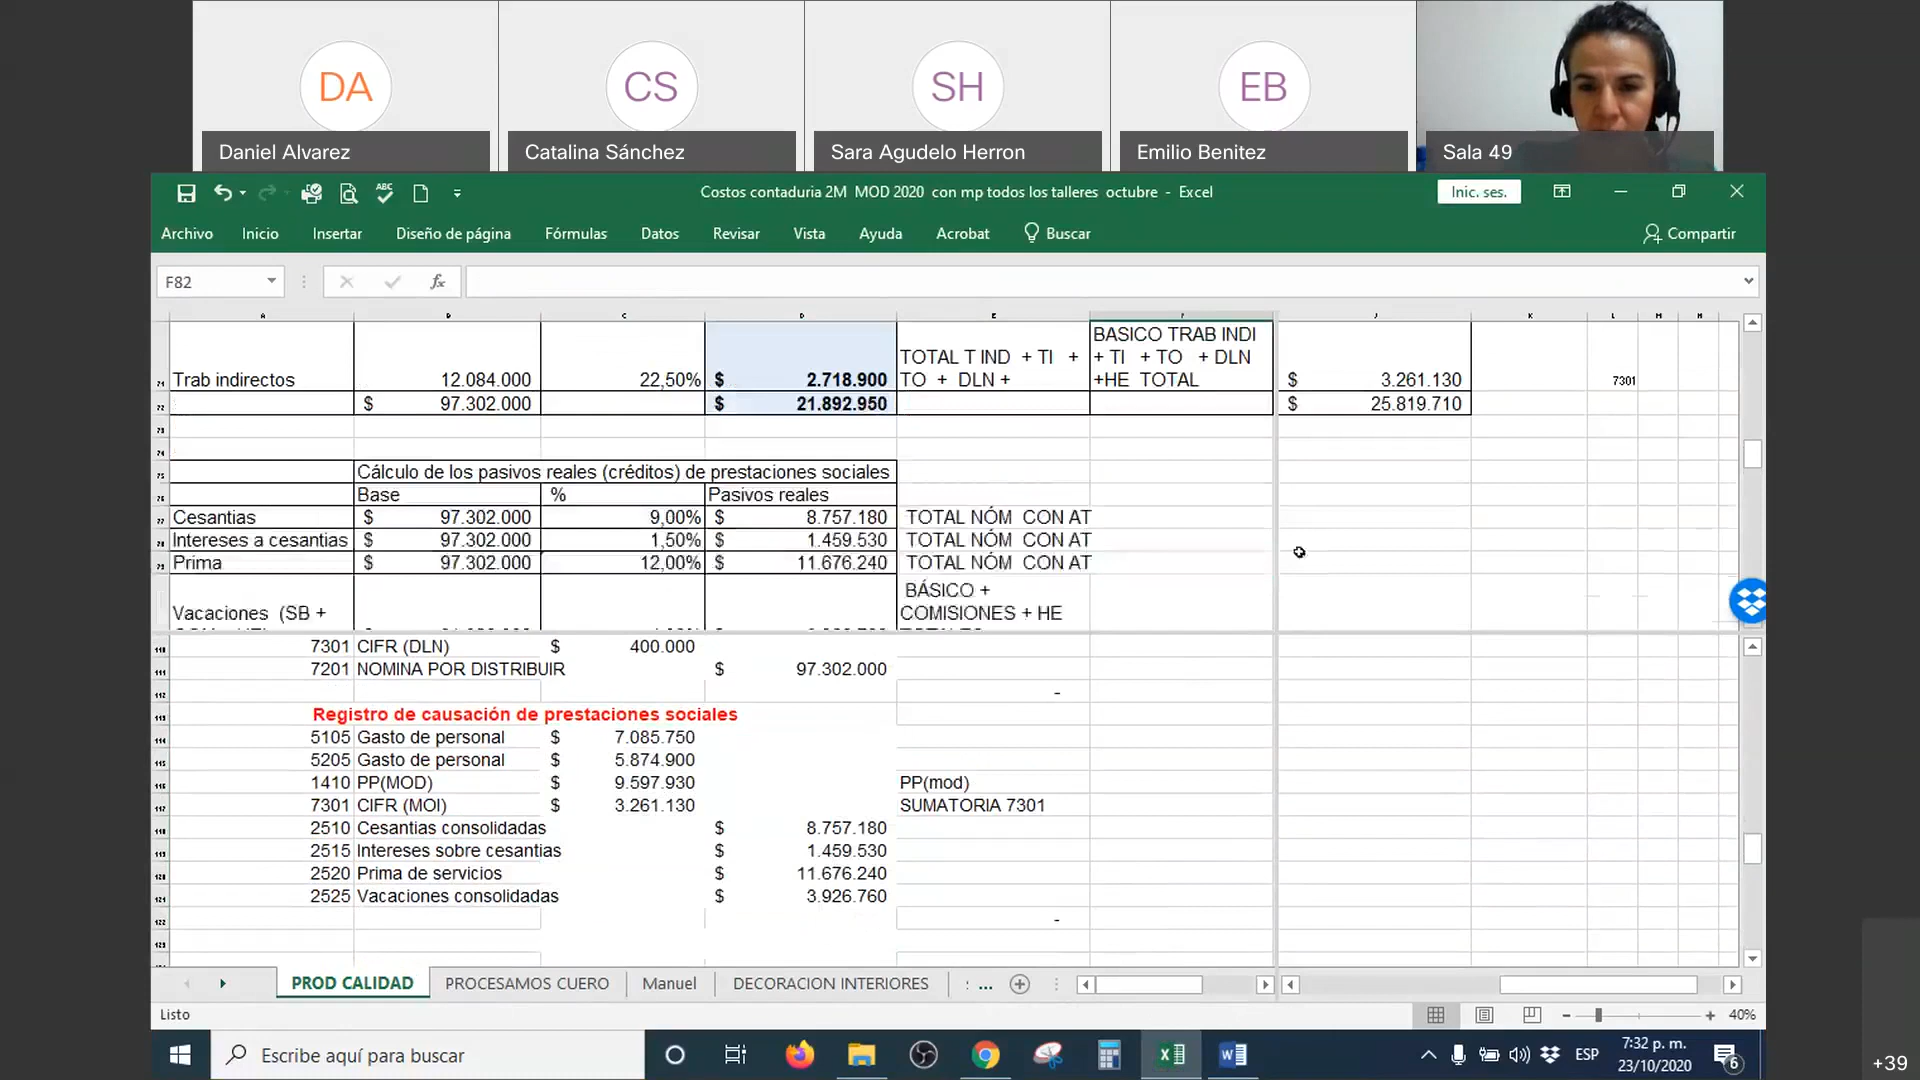 DA
CS
SH
EB
Daniel Alvarez
Catalina Sánchez
Sara Agudelo Herron
Emilio Benitez
Sala 49
ABC
Costos contaduria 2M MOD 2020 con mp todos los talleres octubre - Excel
Inic. ses.
Archivo Inicio Insertar Diseño de página Fórmulas Datos Revisar Vista Ayuda Acrobat Buscar Compartir
F82 fx
BASICO TRAB INDI
TOTAL T IND + TI + + TI + TO + DLN
Trab indirectos 12.084.000 22,50% $ 2.718.900 TO + DLN + +HE TOTAL $ 3.261.130 7301
$ 97.302.000 $ 21.892.950 $ 25.819.710
Cálculo de los pasivos reales (créditos) de prestaciones sociales
Base % Pasivos reales
Cesantias $ 97.302.000 9,00% $ 8.757.180 TOTAL NÓM CON AT
Intereses a cesantias $ 97.302.000 1,50% $ 1.459.530 TOTAL NÓM CON AT
Prima $ 97.302.000 12,00% $ 11.676.240 TOTAL NÓM CON AT
BÁSICO +
Vacaciones (SB + COMISIONES + HE
7301 CIFR (DLN) $ 400.000
7201 NOMINA POR DISTRIBUIR $ 97.302.000
-
Registro de causación de prestaciones sociales
5105 Gasto de personal $ 7.085.750
5205 Gasto de personal $ 5.874.900
1410 PP(MOD) $ 9.597.930 PP(mod)
7301 CIFR (MOI) $ 3.261.130 SUMATORIA 7301
2510 Cesantias consolidadas $ 8.757.180
2515 Intereses sobre cesantias $ 1.459.530
2520 Prima de servicios $ 11.676.240
2525 Vacaciones consolidadas $ 3.926.760
-
PROD CALIDAD PROCESAMOS CUERO Manuel DECORACION INTERIORES ...
Listo 40%
Escribe aquí para buscar ESP 7:32 p. m.
23/10/2020 6
+39